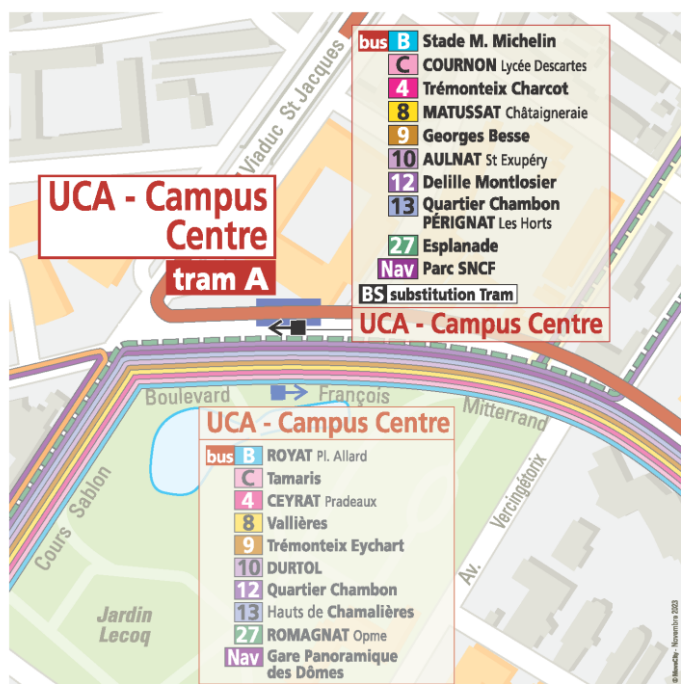 Viaduc St Jacques
bus B Stade M. Michelin
C COURNON Lycée Descartes
4 Trémonteix Charcot
8 MATUSSAT Châtaigneraie
9 Georges Besse
10 AULNAT St Exupéry
12 Delille Montlosier
13 Quartier Chambon
PÉRIGNAT Les Horts
27 Esplanade
Nav Parc SNCF
BS substitution Tram
UCA - Campus Centre
UCA - Campus
Centre
tram A
Boulevard François Mitterrand
UCA - Campus Centre
bus B ROYAT Pl. Allard
C Tamaris
4 CEYRAT Pradeaux
8 Vallières
9 Trémonteix Eychart
10 DURTOL
12 Quartier Chambon
13 Hauts de Chamalières
27 ROMAGNAT Opme
Nav Gare Panoramique
des Dômes
Cours Sablon
Jardin
Lecoq
Av. Vercingétorix